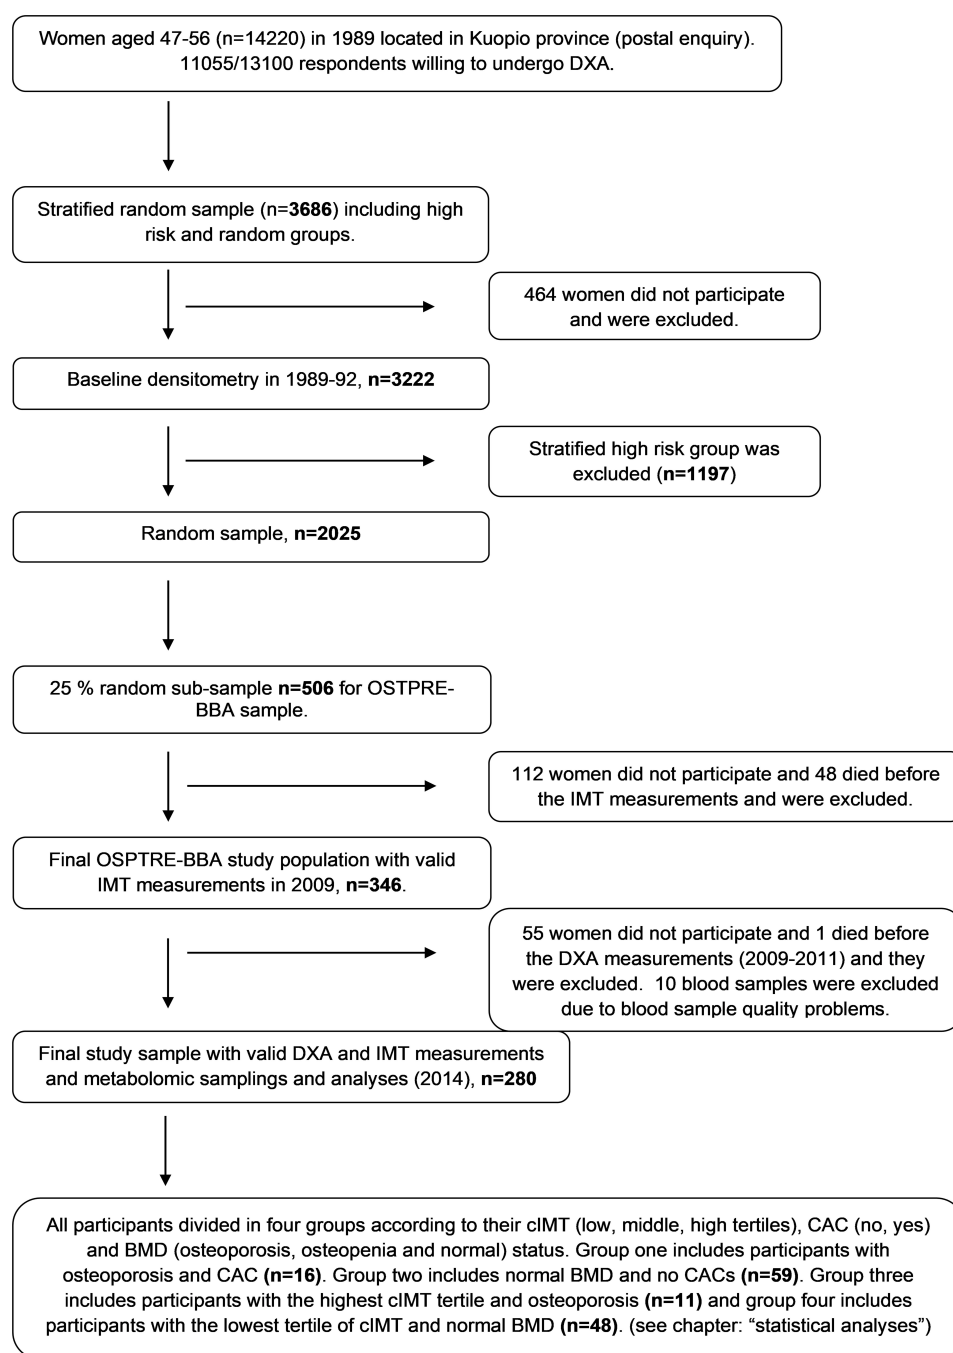 Women aged 47-56 (n=14220) in 1989 located in Kuopio province (postal enquiry).
11055/13100 respondents willing to undergo DXA.
Stratified random sample (n=3686) including high
risk and random groups.
464 women did not participate
and were excluded.
Baseline densitometry in 1989-92, n=3222
Stratified high risk group was
excluded (n=1197)
Random sample, n=2025
25 % random sub-sample n=506 for OSTPRE-
BBA sample.
112 women did not participate and 48 died before
the IMT measurements and were excluded.
Final OSPTRE-BBA study population with valid
IMT measurements in 2009, n=346.
55 women did not participate and 1 died before
the DXA measurements (2009-2011) and they
were excluded.  10 blood samples were excluded
due to blood sample quality problems.
Final study sample with valid DXA and IMT measurements
and metabolomic samplings and analyses (2014), n=280
All participants divided in four groups according to their cIMT (low, middle, high tertiles), CAC (no, yes)
and BMD (osteoporosis, osteopenia and normal) status. Group one includes participants with
osteoporosis and CAC (n=16). Group two includes normal BMD and no CACs (n=59). Group three
includes participants with the highest cIMT tertile and osteoporosis (n=11) and group four includes
participants with the lowest tertile of cIMT and normal BMD (n=48). (see chapter: “statistical analyses”)